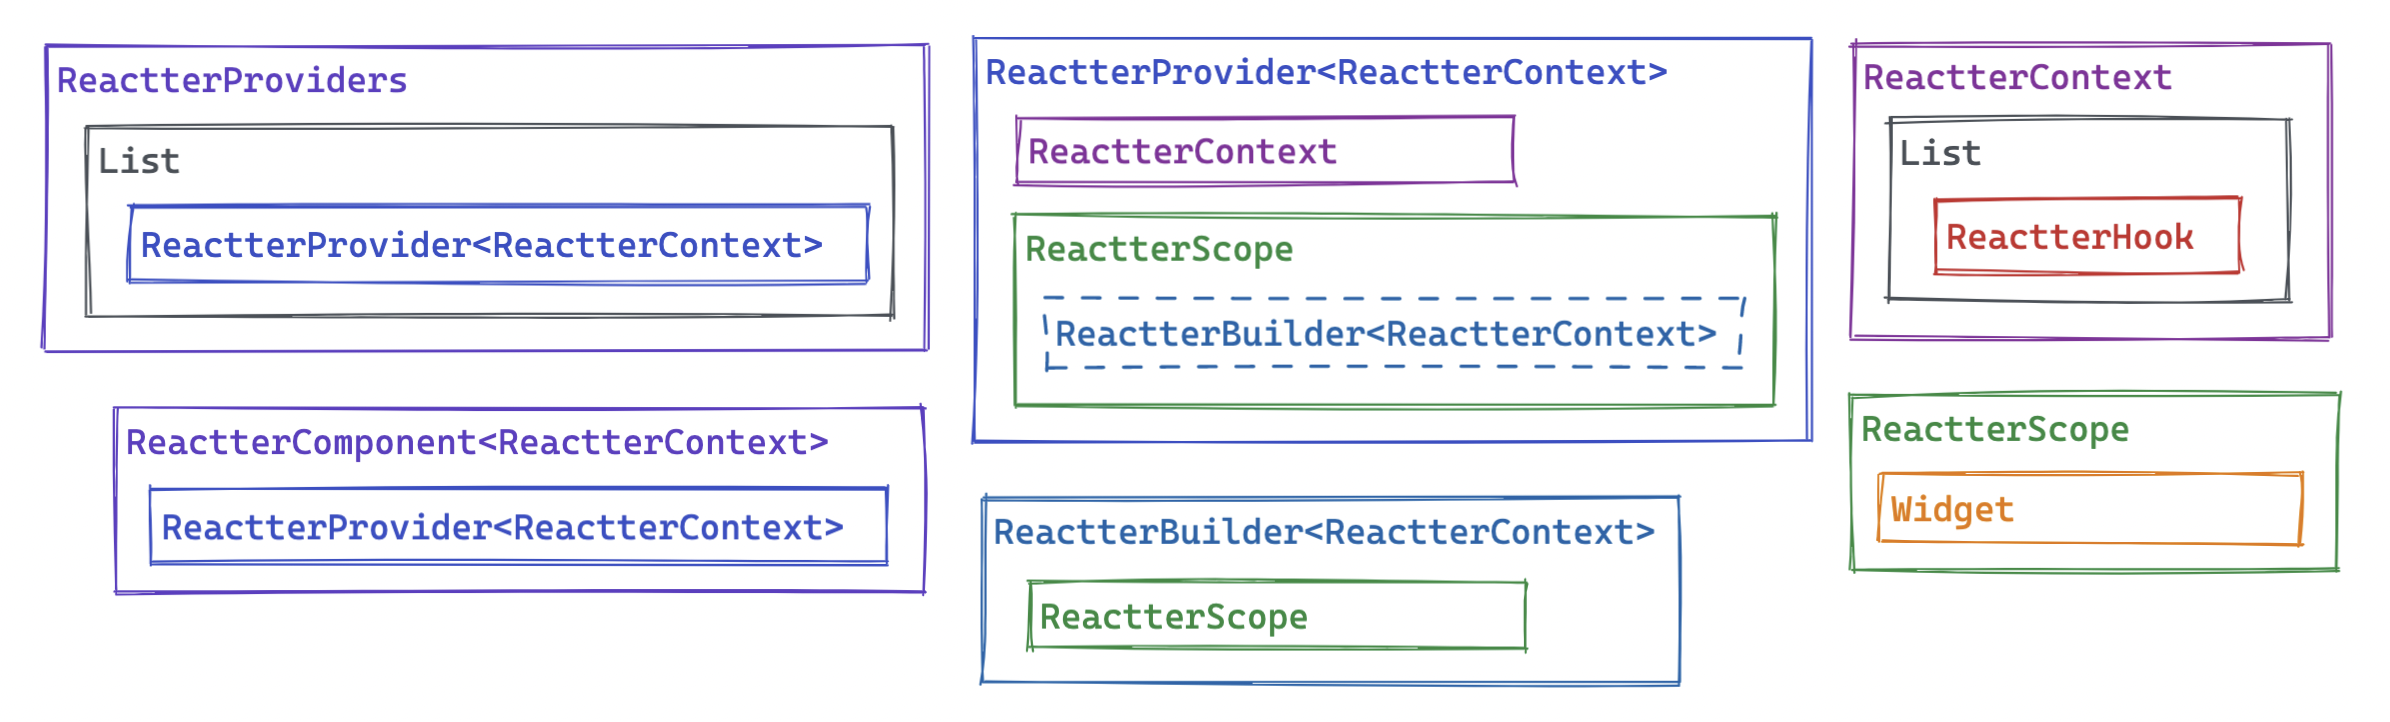 ReactterProviders
List
ReactterProvider<ReactterContext>
ReactterComponent<ReactterContext>
ReactterProvider<ReactterContext>
ReactterProvider<ReactterContext>
ReactterContext
ReactterScope
ReactterBuilder<ReactterContext>
ReactterBuilder<ReactterContext>
ReactterScope
ReactterContext
List
ReactterHook
ReactterScope
Widget